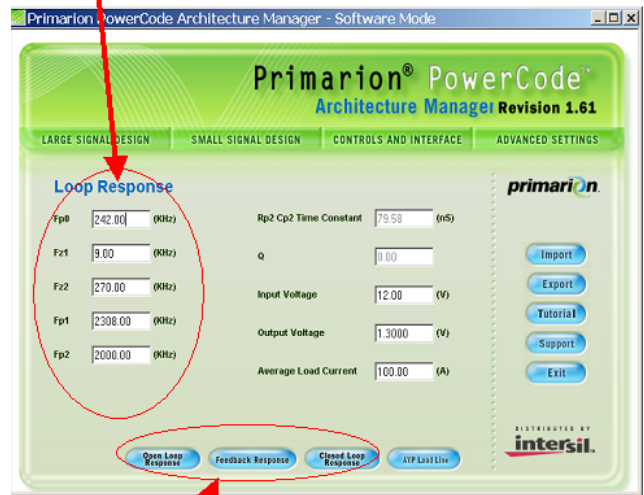 Primarion PowerCode Architecture Manager - Software Mode
Primarion® PowerCode™
Architecture Manager Revision 1.61
LARGE SIGNAL DESIGN SMALL SIGNAL DESIGN CONTROLS AND INTERFACE ADVANCED SETTINGS
Loop Response
primarion.
Fp0 242.00 (KHz) Rp2 Cp2 Time Constant 79.58 (nS)
Fz1 9.00 (KHz) Q 0.00
Import
Fz2 270.00 (KHz) Input Voltage 12.00 (V)
Export
Tutorial
Fp1 2308.00 (KHz) Output Voltage 1.3000 (V)
Support
Fp2 2000.00 (KHz) Average Load Current 100.00 (A)
Exit
DISTRIBUTED BY
intersil.
Open Loop Response Feedback Response Closed Loop Response AVP Load Line